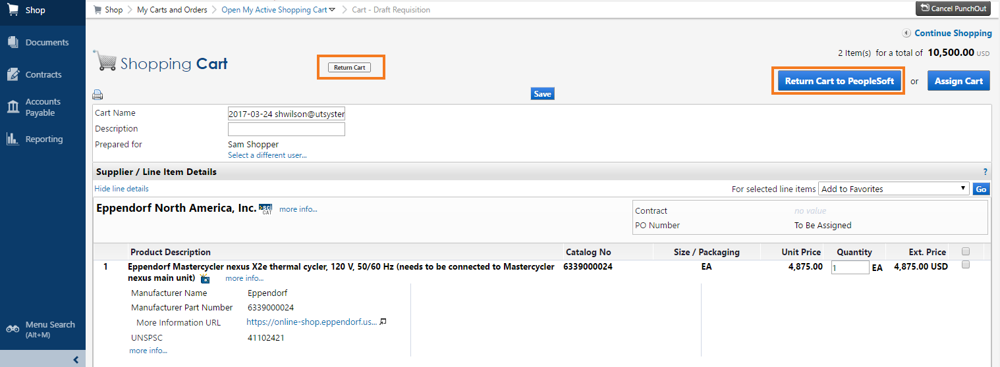 Shop
Documents
Contracts
Accounts
Payable
Reporting
Menu Search
(Alt+M)
Shop My Carts and Orders Open My Active Shopping Cart Cart - Draft Requisition
Cancel PunchOut
Continue Shopping
2 Item(s) for a total of 10,500.00 USD
Shopping Cart
Return Cart
Return Cart to PeopleSoft or Assign Cart
Save
Cart Name 2017-03-24 shwilson@utsyster
Description
Prepared for Sam Shopper
Select a different user...
Supplier / Line Item Details ?
Hide line details For selected line items Add to Favorites Go
Eppendorf North America, Inc. sci CAT more info...
Contract no value
PO Number To Be Assigned
Product Description Catalog No Size / Packaging Unit Price Quantity Ext. Price
1 Eppendorf Mastercycler nexus X2e thermal cycler, 120 V, 50/60 Hz (needs to be connected to Mastercycler 6339000024 EA 4,875.00 1 EA 4,875.00 USD
nexus main unit) more info...
Manufacturer Name Eppendorf
Manufacturer Part Number 6339000024
More Information URL https://online-shop.eppendorf.us...
UNSPSC 41102421
more info...